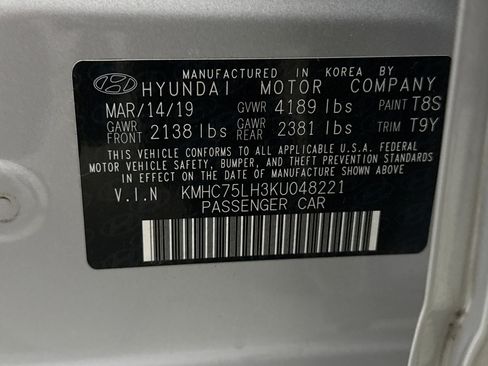 MANUFACTURED IN KOREA BY
HYUNDAI MOTOR COMPANY
MAR/14/19 GVWR 4189 lbs PAINT T8S
GAWR FRONT 2138 lbs GAWR REAR 2381 lbs TRIM T9Y
THIS VEHICLE CONFORMS TO ALL APPLICABLE U.S.A. FEDERAL
MOTOR VEHICLE SAFETY, BUMPER, AND THEFT PREVENTION STANDARDS
IN EFFECT ON THE DATE OF MANUFACTURE SHOWN ABOVE
V.I.N KMHC75LH3KU048221
PASSENGER CAR